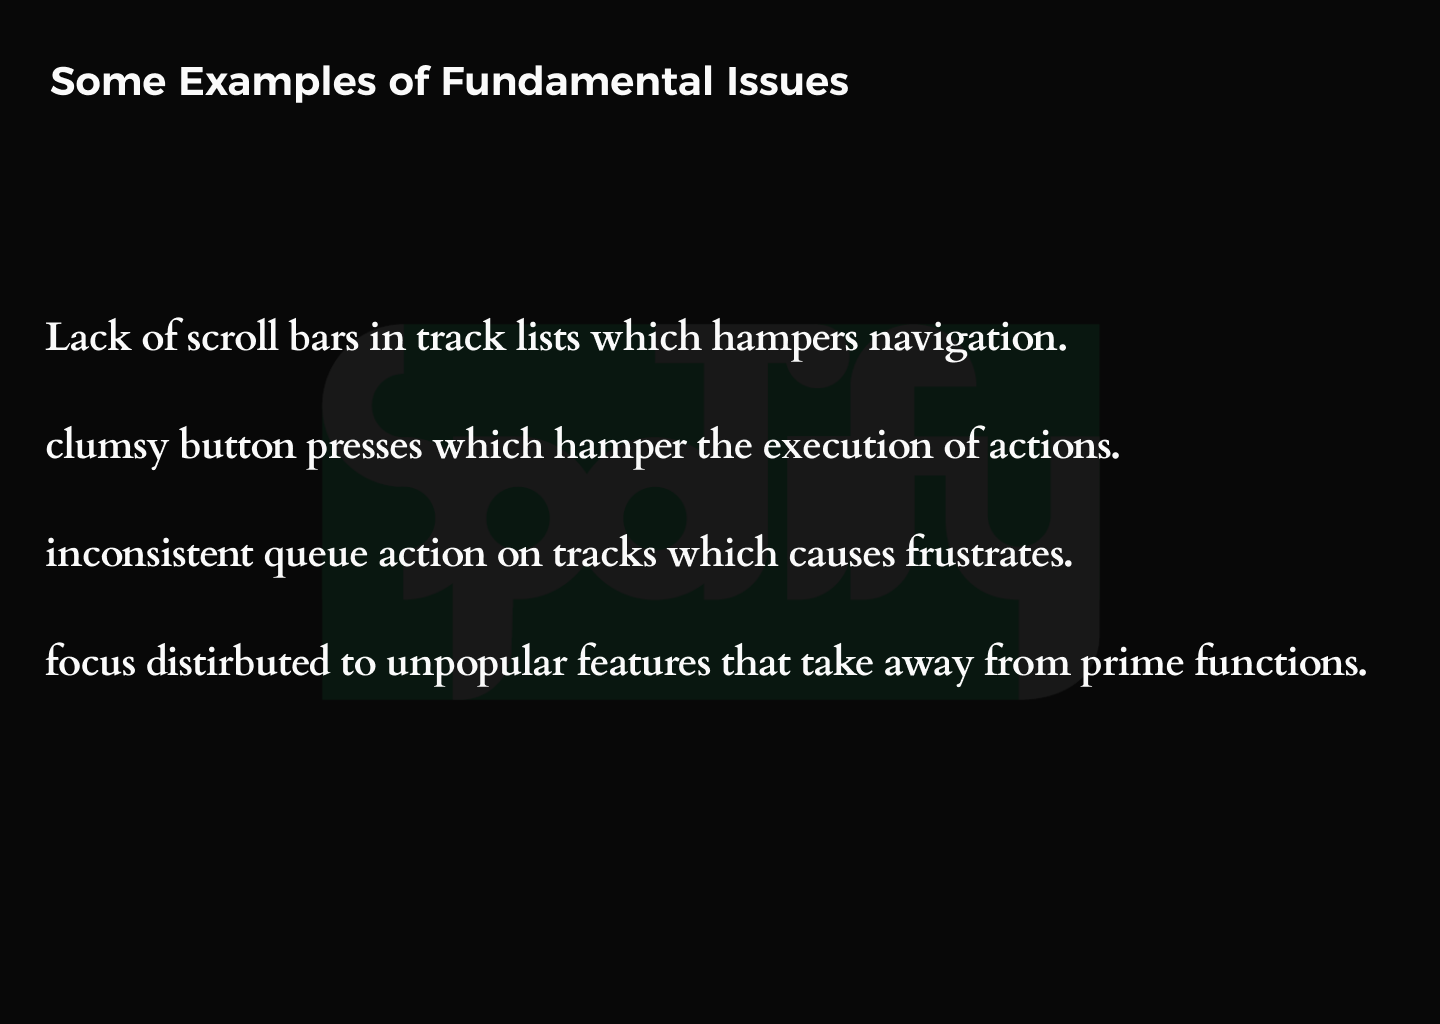 Some Examples of Fundamental Issues
Lack of scroll bars in track lists which hampers navigation.
clumsy button presses which hamper the execution of actions.
inconsistent queue action on tracks which causes frustrates.
focus distirbuted to unpopular features that take away from prime functions.